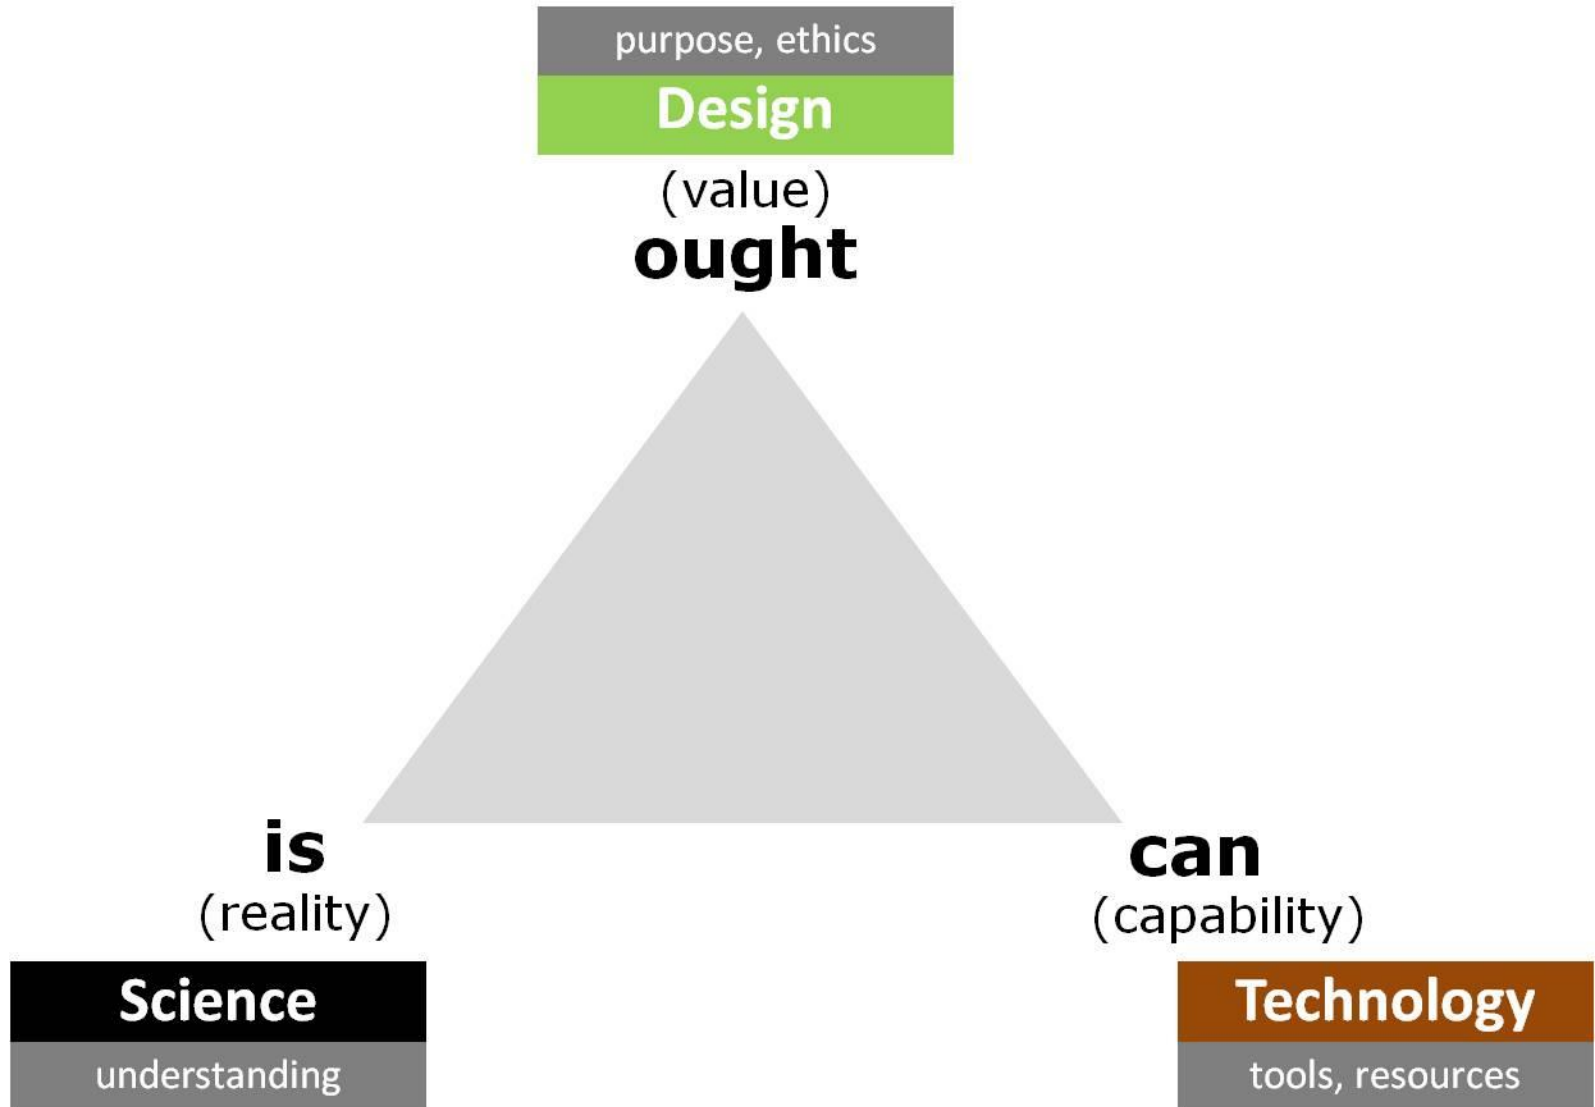 purpose, ethics
Design
(value)
ought
is
(reality)
Science
understanding
can
(capability)
Technology
tools, resources